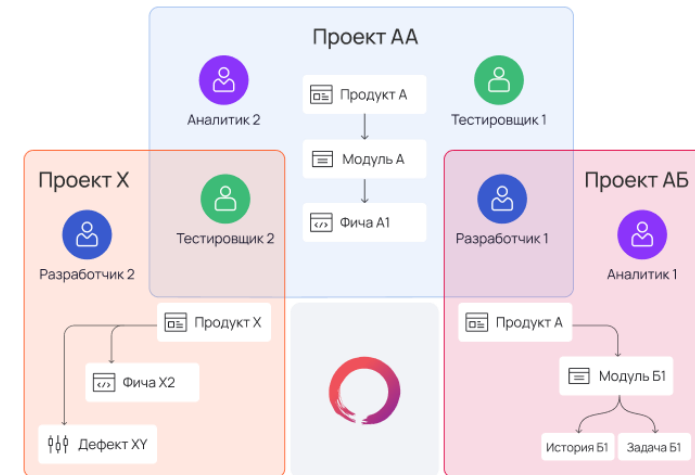 Проект АА
Аналитик 2
Продукт А
Тестировщик 1
Модуль А
Фича А1
Проект X
Тестировщик 2
Разработчик 2
Проект АБ
Разработчик 1
Аналитик 1
Продукт X
Фича X2
Дефект XY
Продукт А
Модуль Б1
История Б1
Задача Б1